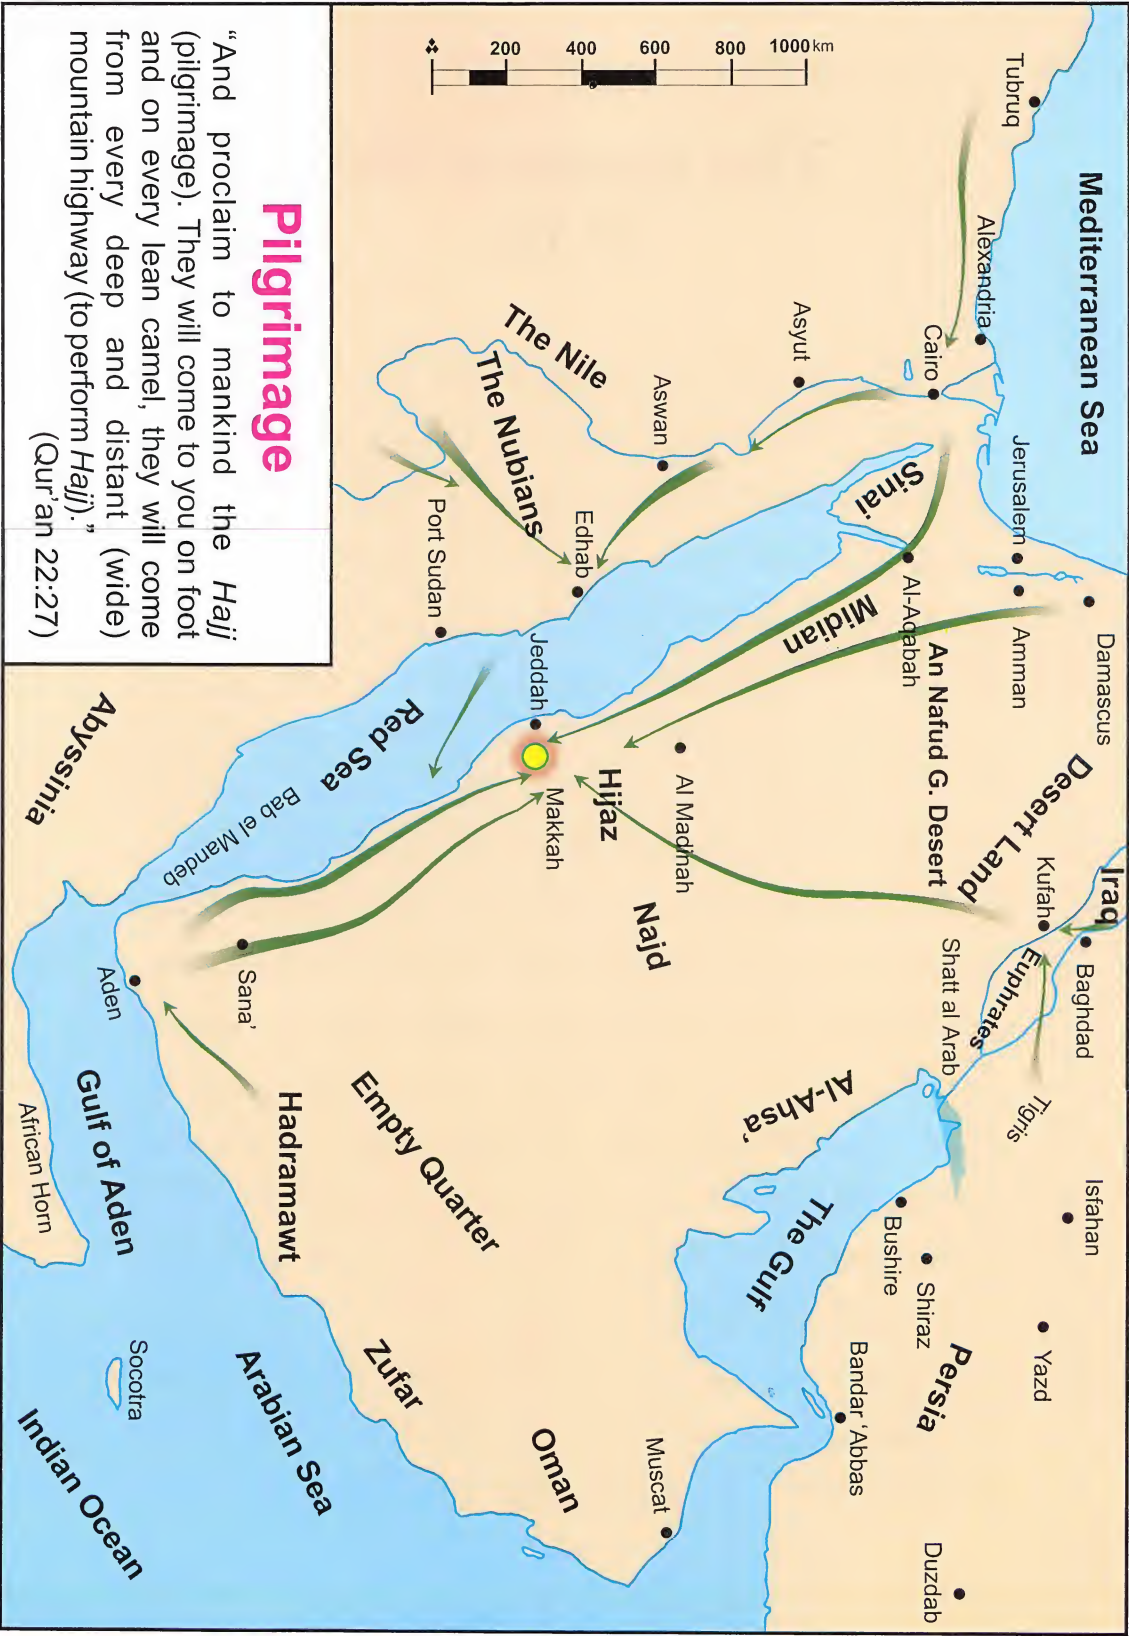 Pilgrimage
“And proclaim to mankind the Hajj
(pilgrimage). They will come to you on foot
and on every lean camel, they will come
from every deep and distant (wide)
mountain highway (to perform Hajj).”
(Qur’an 22:27)
200 400 600 800 1000 km
Mediterranean Sea
Tubruq
Alexandria
Cairo
Asyut
Aswan
The Nile
The Nubians
Edhab
Port Sudan
Sinai
Jerusalem
Amman
Damascus
Al-Aqabah
Midian
An Nafud G. Desert
Desert Land
Iraq
Kufah
Baghdad
Euphrates
Tigris
Shatt al Arab
Isfahan
Yazd
Shiraz
Bushire
Persia
Bandar ‘Abbas
Duzdab
The Gulf
Al-Ahsa’
Najd
Hijaz
Al Madinah
Jeddah
Makkah
Red Sea
Bab el Mandeb
Abyssinia
Sana’
Aden
Hadramawt
Empty Quarter
Gulf of Aden
African Horn
Zufar
Oman
Muscat
Arabian Sea
Socotra
Indian Ocean